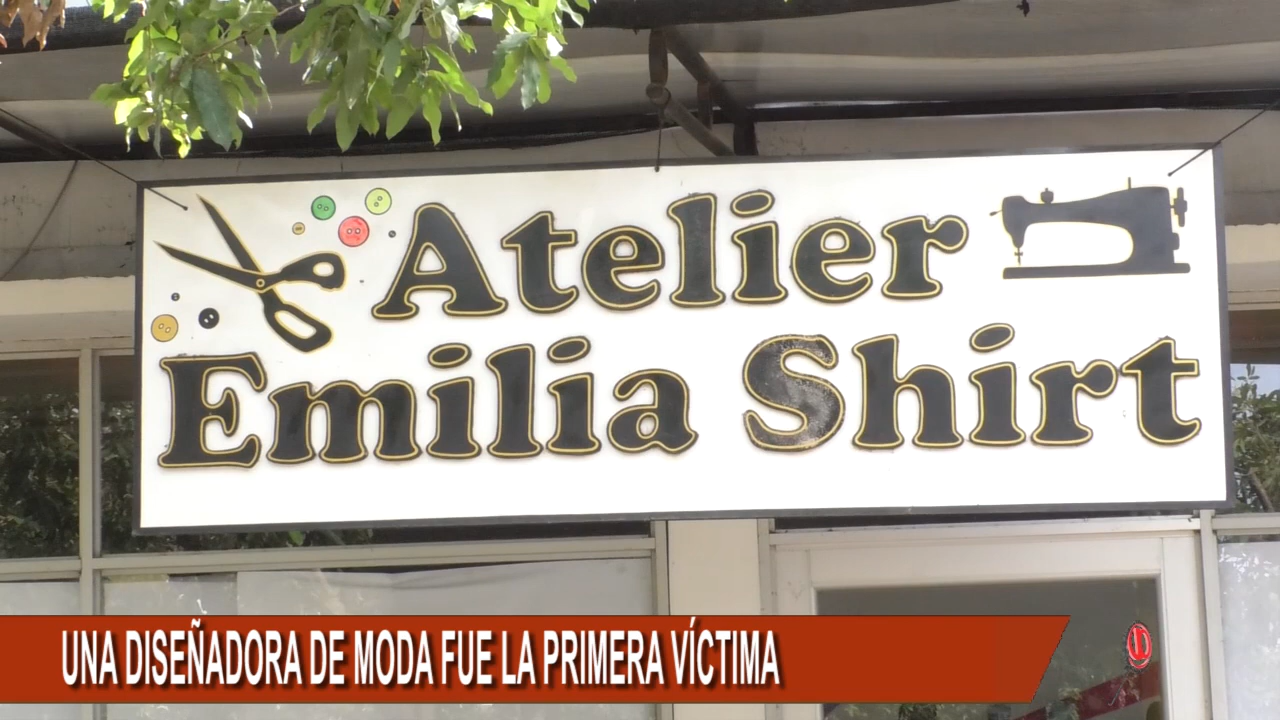 Atelier
Emilia Shirt
UNA DISEÑADORA DE MODA FUE LA PRIMERA VÍCTIMA